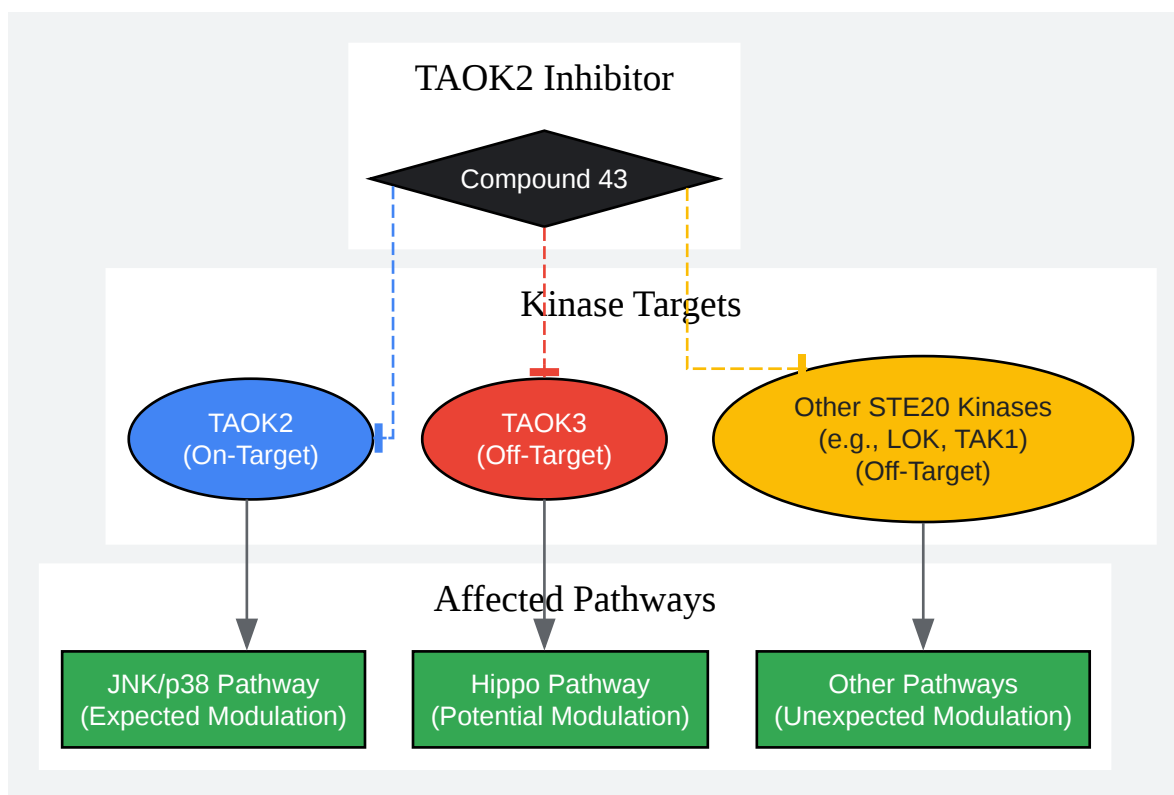 TAOK2 Inhibitor
Compound 43
Kinase Targets
TAOK2
(On-Target)
TAOK3
(Off-Target)
Other STE20 Kinases
(e.g., LOK, TAK1)
(Off-Target)
Affected Pathways
JNK/p38 Pathway
(Expected Modulation)
Hippo Pathway
(Potential Modulation)
Other Pathways
(Unexpected Modulation)